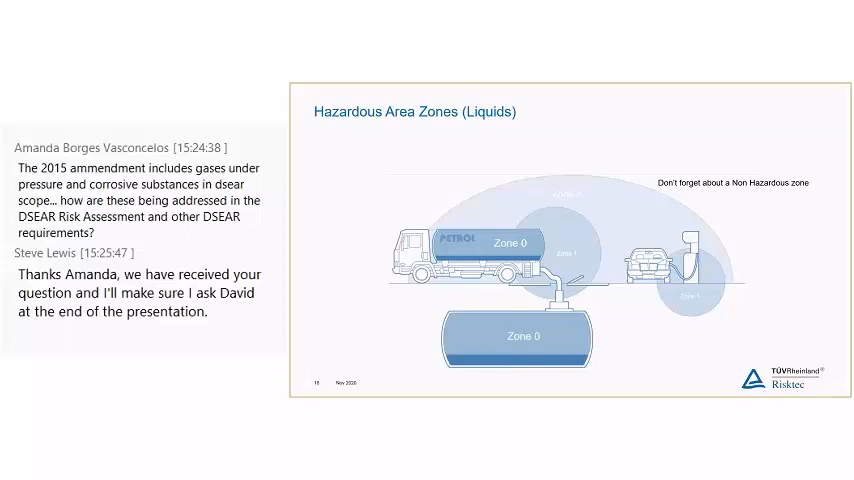 Amanda Borges Vasconcelos [15:24:38 ]
The 2015 ammendment includes gases under
pressure and corrosive substances in dsear
scope... how are these being addressed in the
DSEAR Risk Assessment and other DSEAR
requirements?
Steve Lewis [15:25:47 ]
Thanks Amanda, we have received your
question and I'll make sure I ask David
at the end of the presentation.
Hazardous Area Zones (Liquids)
Don't forget about a Non Hazardous zone
PETROL
Zone 0
Zone 1
Zone 1
Zone 0
18 Nov 2020
TÜVRheinland®
Risktec